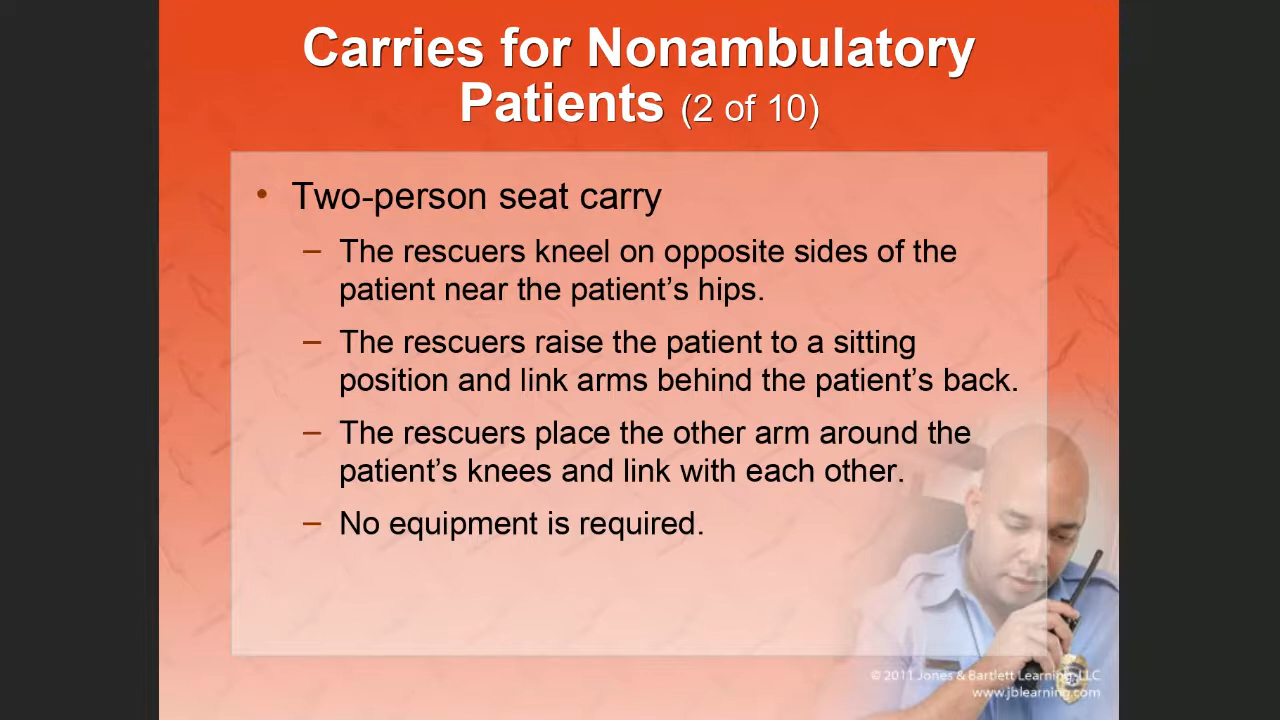 Carries for Nonambulatory
Patients (2 of 10)
• Two-person seat carry
– The rescuers kneel on opposite sides of the
patient near the patient’s hips.
– The rescuers raise the patient to a sitting
position and link arms behind the patient’s back.
– The rescuers place the other arm around the
patient’s knees and link with each other.
– No equipment is required.
© 2011 Jones & Bartlett Learning, LLC
www.jblearning.com